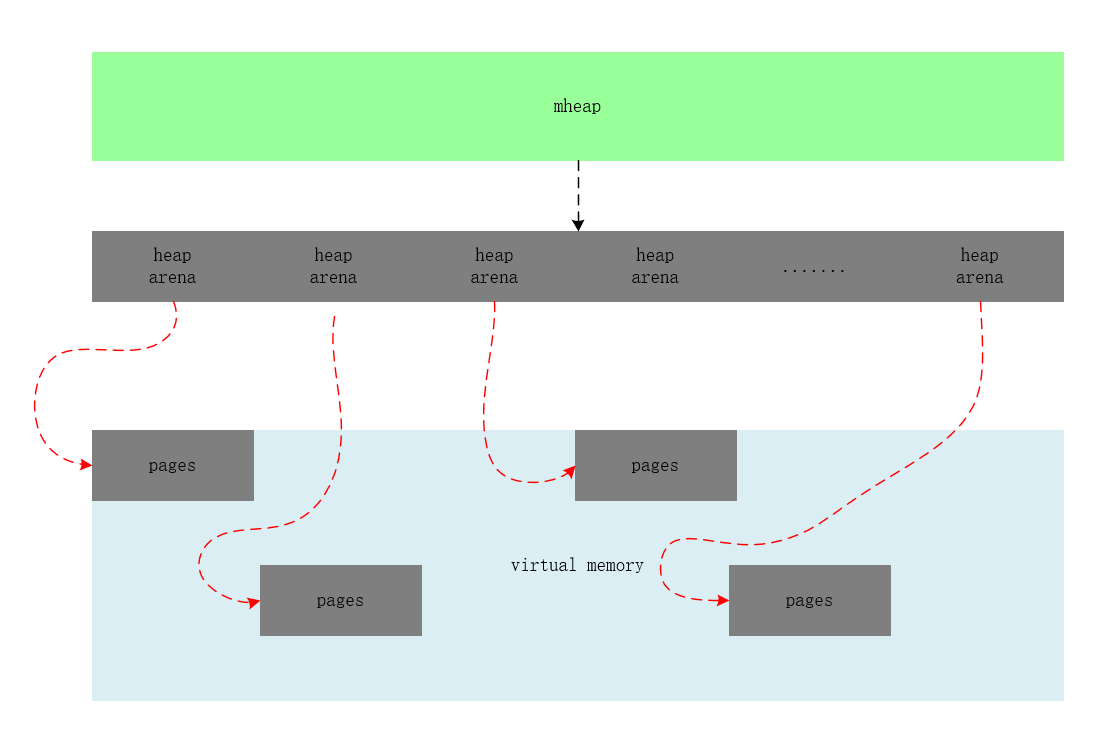 mheap
heap
arena
heap
arena
heap
arena
heap
arena
.......
heap
arena
pages
pages
virtual memory
pages
pages